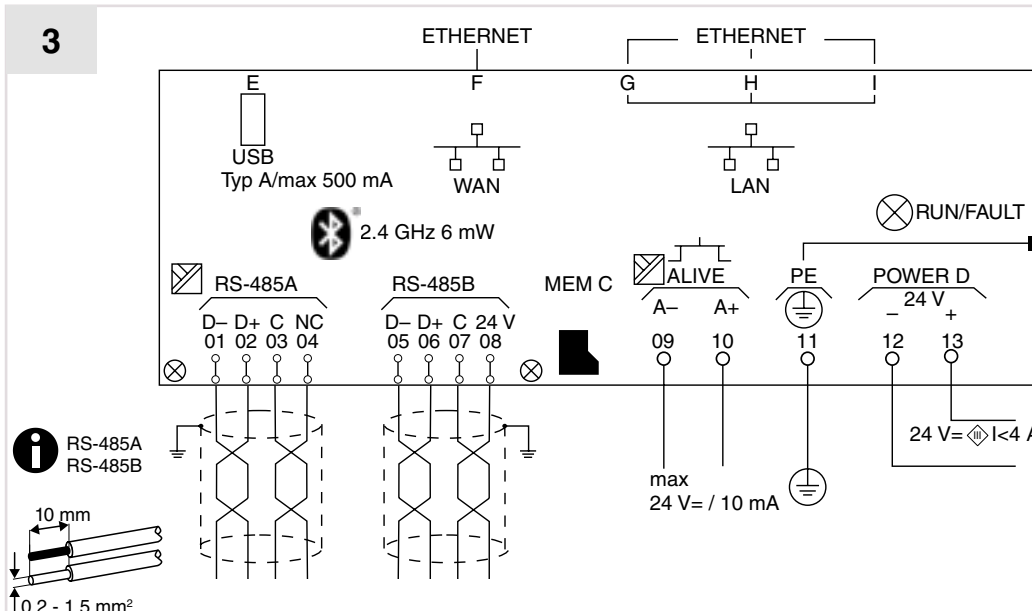 3
ETHERNET
ETHERNET
E
F
G
H
I
USB
Typ A/max 500 mA
WAN
LAN
2.4 GHz 6 mW
RUN/FAULT
RS-485A
RS-485B
MEM C
ALIVE
PE
POWER D
24 V
D– D+ C NC
01 02 03 04
D– D+ C 24 V
05 06 07 08
A– A+
09 10
11
– +
12 13
RS-485A
RS-485B
24 V= III I<4 A
max
24 V= / 10 mA
10 mm
0,2 - 1,5 mm²